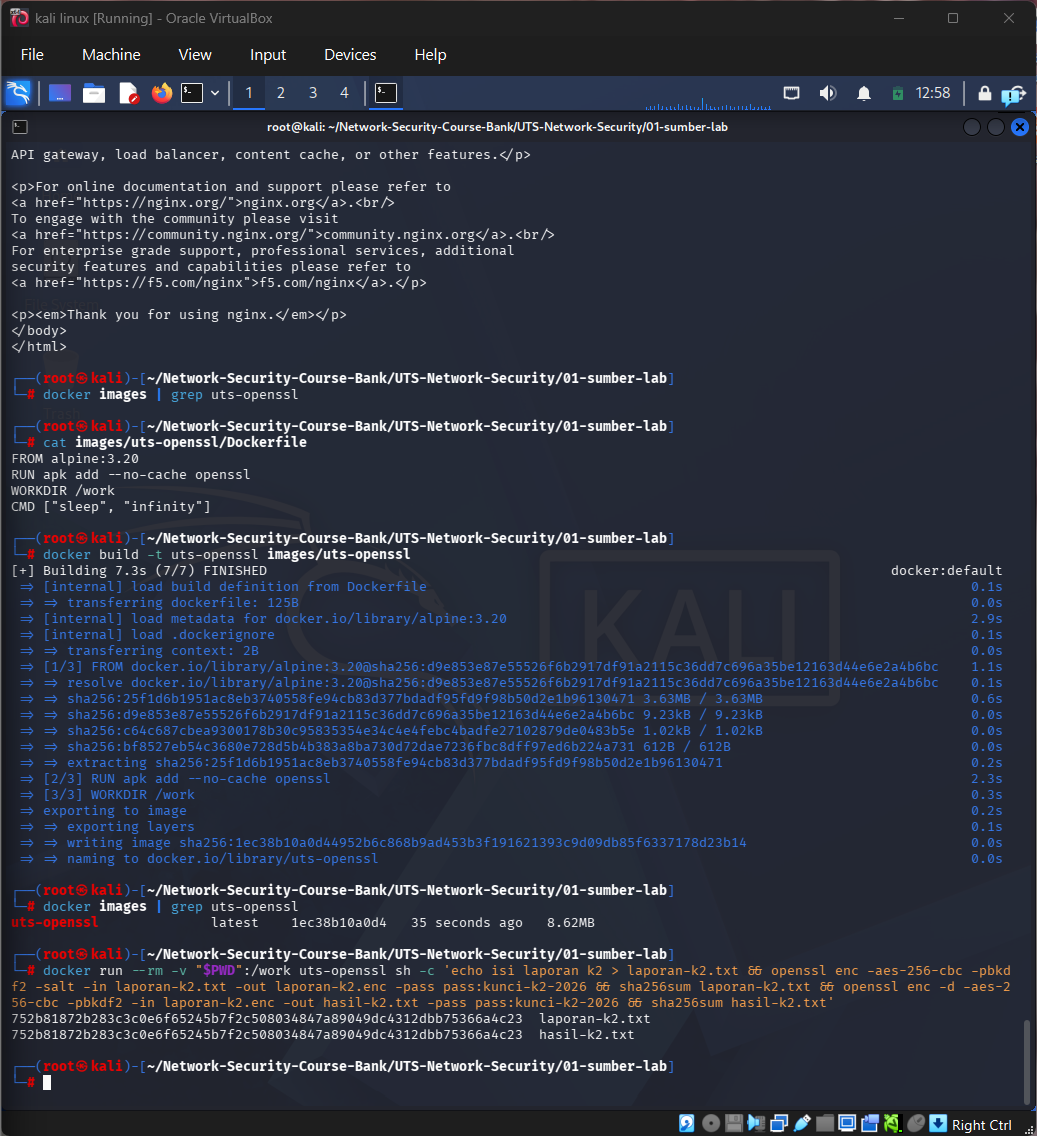 kali linux [Running] - Oracle VirtualBox
File Machine View Input Devices Help
1 2 3 4 12:58
root@kali: ~/Network-Security-Course-Bank/UTS-Network-Security/01-sumber-lab
API gateway, load balancer, content cache, or other features.</p>
<p>For online documentation and support please refer to
<a href="https://nginx.org/">nginx.org</a>.<br/>
To engage with the community please visit
<a href="https://community.nginx.org/">community.nginx.org</a>.<br/>
For enterprise grade support, professional services, additional
security features and capabilities please refer to
<a href="https://f5.com/nginx">f5.com/nginx</a>.</p>
<p><em>Thank you for using nginx.</em></p>
</body>
</html>
┌──(root㉿kali)-[~/Network-Security-Course-Bank/UTS-Network-Security/01-sumber-lab]
└─# docker images | grep uts-openssl
┌──(root㉿kali)-[~/Network-Security-Course-Bank/UTS-Network-Security/01-sumber-lab]
└─# cat images/uts-openssl/Dockerfile
FROM alpine:3.20
RUN apk add --no-cache openssl
WORKDIR /work
CMD ["sleep", "infinity"]
┌──(root㉿kali)-[~/Network-Security-Course-Bank/UTS-Network-Security/01-sumber-lab]
└─# docker build -t uts-openssl images/uts-openssl
[+] Building 7.3s (7/7) FINISHED docker:default
=> [internal] load build definition from Dockerfile 0.1s
=> => transferring dockerfile: 125B 0.0s
=> [internal] load metadata for docker.io/library/alpine:3.20 2.9s
=> [internal] load .dockerignore 0.1s
=> => transferring context: 2B 0.0s
=> [1/3] FROM docker.io/library/alpine:3.20@sha256:d9e853e87e55526f6b2917df91a2115c36dd7c696a35be12163d44e6e2a4b6bc 1.1s
=> => resolve docker.io/library/alpine:3.20@sha256:d9e853e87e55526f6b2917df91a2115c36dd7c696a35be12163d44e6e2a4b6bc 0.1s
=> => sha256:25f1d6b1951ac8eb3740558fe94cb83d377bdadf95fd9f98b50d2e1b96130471 3.63MB / 3.63MB 0.6s
=> => sha256:d9e853e87e55526f6b2917df91a2115c36dd7c696a35be12163d44e6e2a4b6bc 9.23kB / 9.23kB 0.0s
=> => sha256:c64c687cbea9300178b30c95835354e34c4e4febc4badfe27102879de0483b5e 1.02kB / 1.02kB 0.0s
=> => sha256:bf8527eb54c3680e728d5b4b383a8ba730d72dae7236fbc8dff97ed6b224a731 612B / 612B 0.0s
=> => extracting sha256:25f1d6b1951ac8eb3740558fe94cb83d377bdadf95fd9f98b50d2e1b96130471 0.2s
=> [2/3] RUN apk add --no-cache openssl 2.3s
=> [3/3] WORKDIR /work 0.3s
=> exporting to image 0.2s
=> => exporting layers 0.1s
=> => writing image sha256:1ec38b10a0d44952b6c868b9ad453b3f191621393c9d09db85f6337178d23b14 0.0s
=> => naming to docker.io/library/uts-openssl 0.0s
┌──(root㉿kali)-[~/Network-Security-Course-Bank/UTS-Network-Security/01-sumber-lab]
└─# docker images | grep uts-openssl
uts-openssl latest 1ec38b10a0d4 35 seconds ago 8.62MB
┌──(root㉿kali)-[~/Network-Security-Course-Bank/UTS-Network-Security/01-sumber-lab]
└─# docker run --rm -v "$PWD":/work uts-openssl sh -c 'echo isi laporan k2 > laporan-k2.txt && openssl enc -aes-256-cbc -pbkd
f2 -salt -in laporan-k2.txt -out laporan-k2.enc -pass pass:kunci-k2-2026 && sha256sum laporan-k2.txt && openssl enc -d -aes-2
56-cbc -pbkdf2 -in laporan-k2.enc -out hasil-k2.txt -pass pass:kunci-k2-2026 && sha256sum hasil-k2.txt'
752b81872b283c3c0e6f65245b7f2c508034847a89049dc4312dbb75366a4c23 laporan-k2.txt
752b81872b283c3c0e6f65245b7f2c508034847a89049dc4312dbb75366a4c23 hasil-k2.txt
┌──(root㉿kali)-[~/Network-Security-Course-Bank/UTS-Network-Security/01-sumber-lab]
└─#
KALI
Trash
Right Ctrl